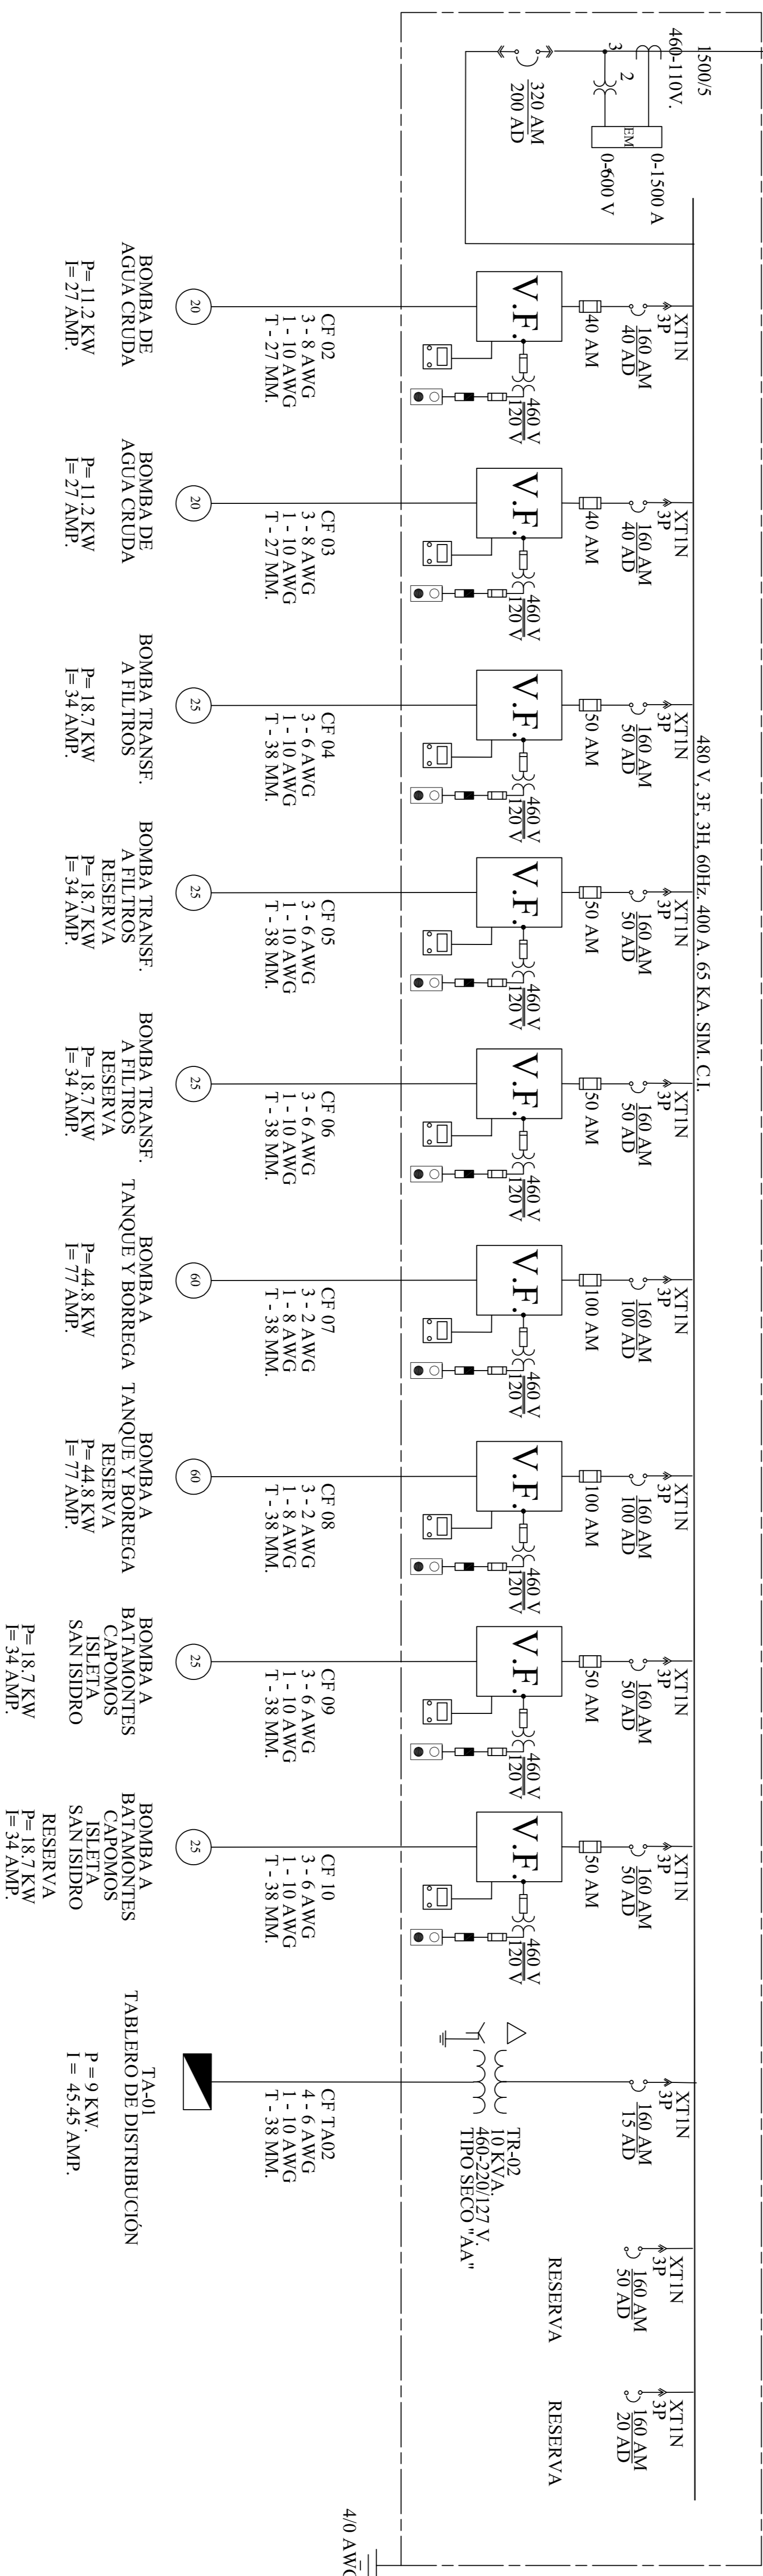 1500/5
460-110V.
3
2
EM
0-1500 A
0-600 V
320 AM
200 AD
480 V, 3F, 3H, 60Hz. 400 A. 65 KA. SIM. C.I.
XT1N
3P
160 AM
40 AD
40 AM
V.F.
460 V
120 V
CF 02
3 - 8 AWG
1 - 10 AWG
T - 27 MM.
20
BOMBA DE
AGUA CRUDA
P= 11.2 KW
I= 27 AMP.
XT1N
3P
160 AM
40 AD
40 AM
V.F.
460 V
120 V
CF 03
3 - 8 AWG
1 - 10 AWG
T - 27 MM.
20
BOMBA DE
AGUA CRUDA
P= 11.2 KW
I= 27 AMP.
XT1N
3P
160 AM
50 AD
50 AM
V.F.
460 V
120 V
CF 04
3 - 6 AWG
1 - 10 AWG
T - 38 MM.
25
BOMBA TRANSF.
A FILTROS
P= 18.7 KW
I= 34 AMP.
XT1N
3P
160 AM
50 AD
50 AM
V.F.
460 V
120 V
CF 05
3 - 6 AWG
1 - 10 AWG
T - 38 MM.
25
BOMBA TRANSF.
A FILTROS
RESERVA
P= 18.7 KW
I= 34 AMP.
XT1N
3P
160 AM
50 AD
50 AM
V.F.
460 V
120 V
CF 06
3 - 6 AWG
1 - 10 AWG
T - 38 MM.
25
BOMBA TRANSF.
A FILTROS
RESERVA
P= 18.7 KW
I= 34 AMP.
XT1N
3P
160 AM
100 AD
100 AM
V.F.
460 V
120 V
CF 07
3 - 2 AWG
1 - 8 AWG
T - 38 MM.
60
BOMBA A
TANQUE Y BORREGA
P= 44.8 KW
I= 77 AMP.
XT1N
3P
160 AM
100 AD
100 AM
V.F.
460 V
120 V
CF 08
3 - 2 AWG
1 - 8 AWG
T - 38 MM.
60
BOMBA A
TANQUE Y BORREGA
RESERVA
P= 44.8 KW
I= 77 AMP.
XT1N
3P
160 AM
50 AD
50 AM
V.F.
460 V
120 V
CF 09
3 - 6 AWG
1 - 10 AWG
T - 38 MM.
25
BOMBA A
BATAMONTES
CAPOMOS
ISLETA
SAN ISIDRO
P= 18.7 KW
I= 34 AMP.
XT1N
3P
160 AM
50 AD
50 AM
V.F.
460 V
120 V
CF 10
3 - 6 AWG
1 - 10 AWG
T - 38 MM.
25
BOMBA A
BATAMONTES
CAPOMOS
ISLETA
SAN ISIDRO
RESERVA
P= 18.7 KW
I= 34 AMP.
XT1N
3P
160 AM
15 AD
TR-02
10 KVA.
460-220/127 V.
TIPO SECO "AA"
CF TA02
4 - 6 AWG
1 - 10 AWG
T - 38 MM.
TA-01
TABLERO DE DISTRIBUCIÓN
P = 9 KW.
I = 45.45 AMP.
XT1N
3P
160 AM
50 AD
RESERVA
XT1N
3P
160 AM
20 AD
RESERVA
4/0 AWG